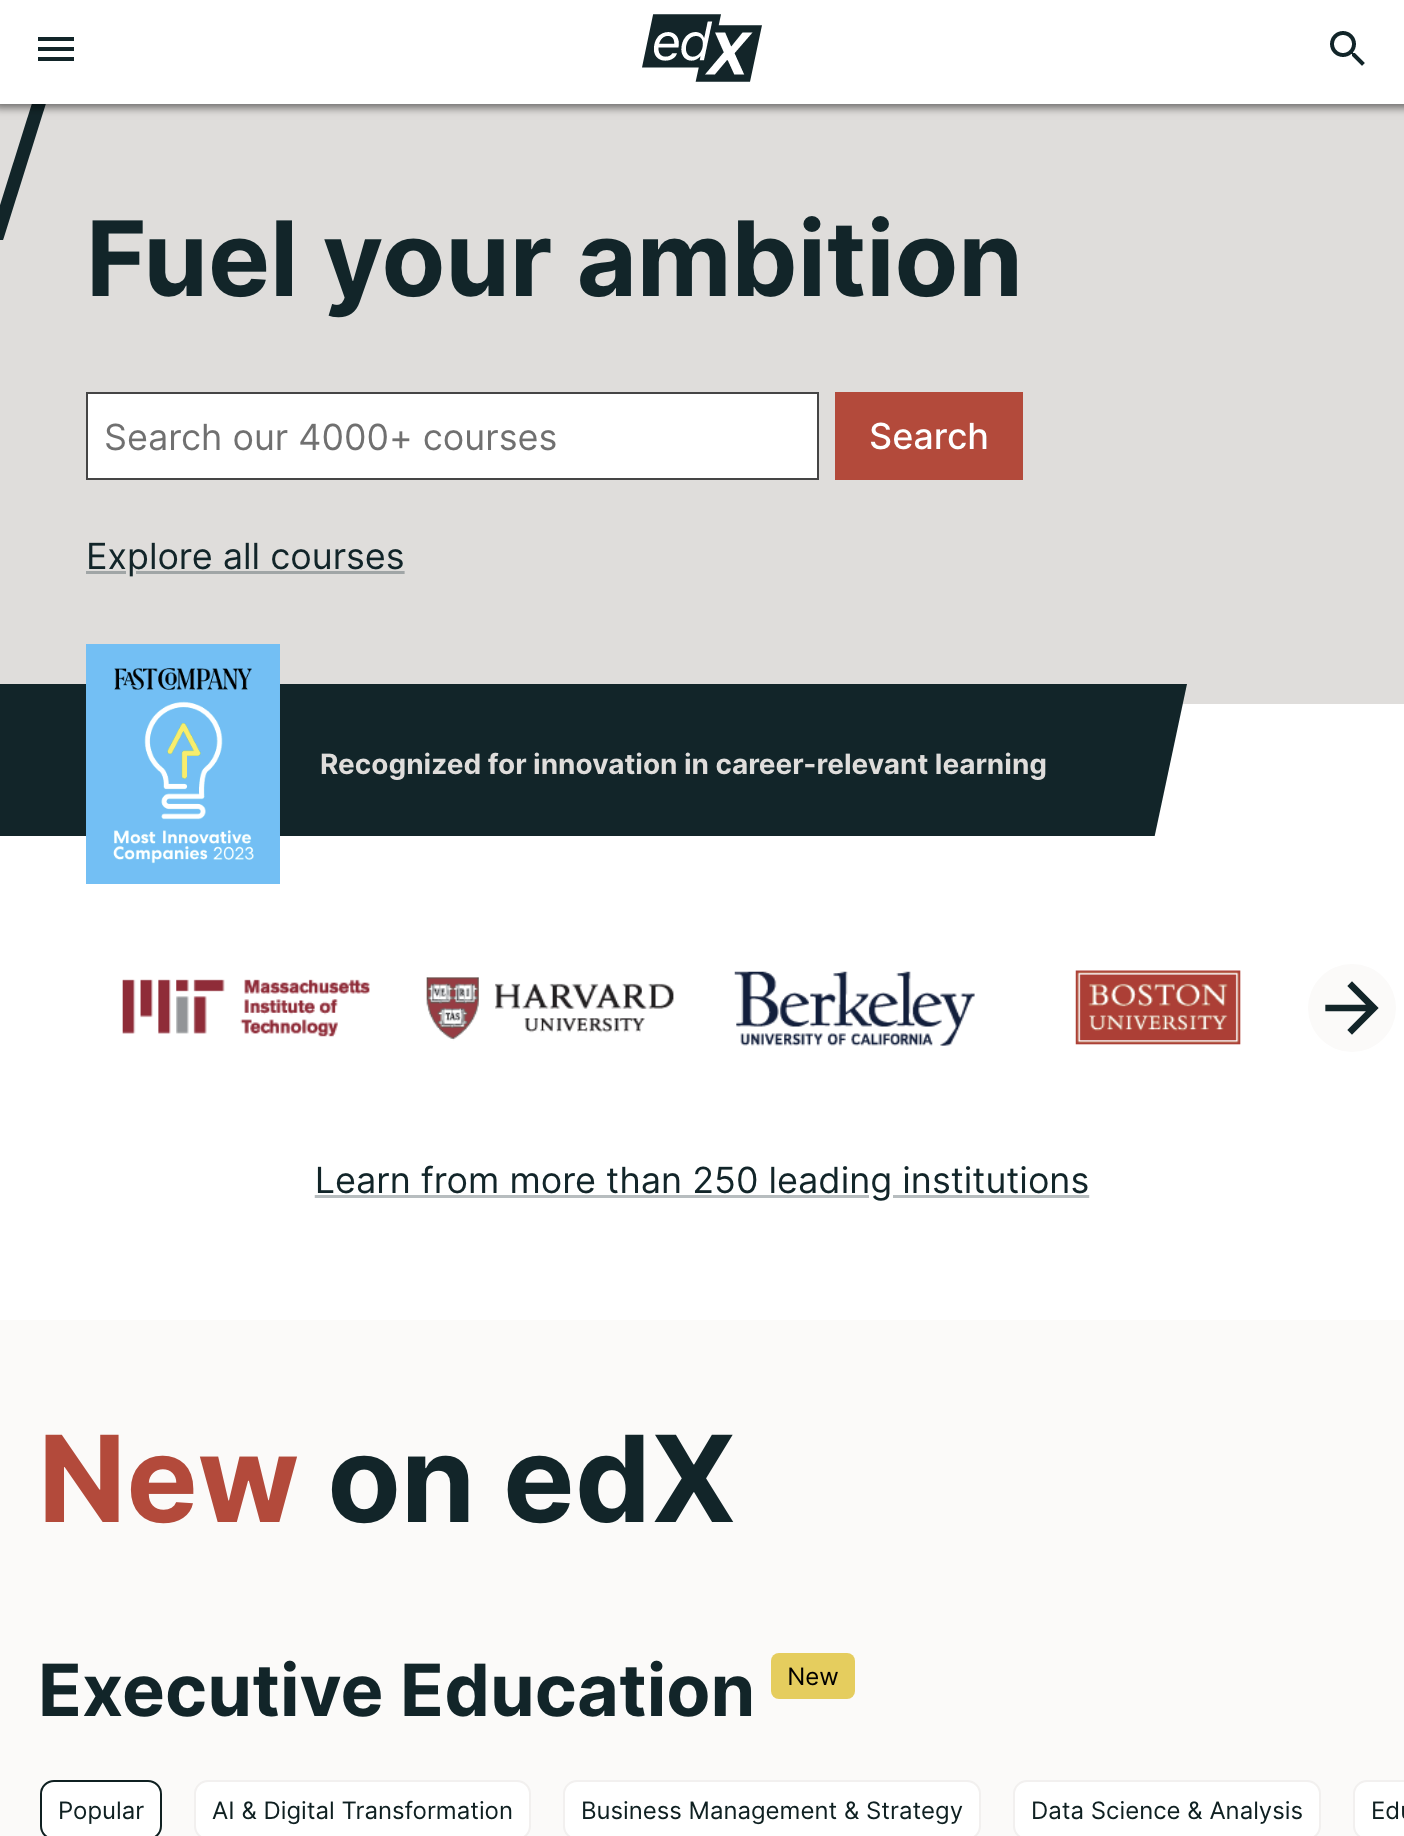 edX
Fuel your ambition
Search our 4000+ courses
Search
Explore all courses
FAST COMPANY
Most Innovative
Companies 2023
Recognized for innovation in career-relevant learning
MIT
Massachusetts
Institute of
Technology
VE RI
TAS
HARVARD
UNIVERSITY
Berkeley
UNIVERSITY OF CALIFORNIA
BOSTON
UNIVERSITY
Learn from more than 250 leading institutions
New on edX
Executive Education
New
Popular
AI & Digital Transformation
Business Management & Strategy
Data Science & Analysis